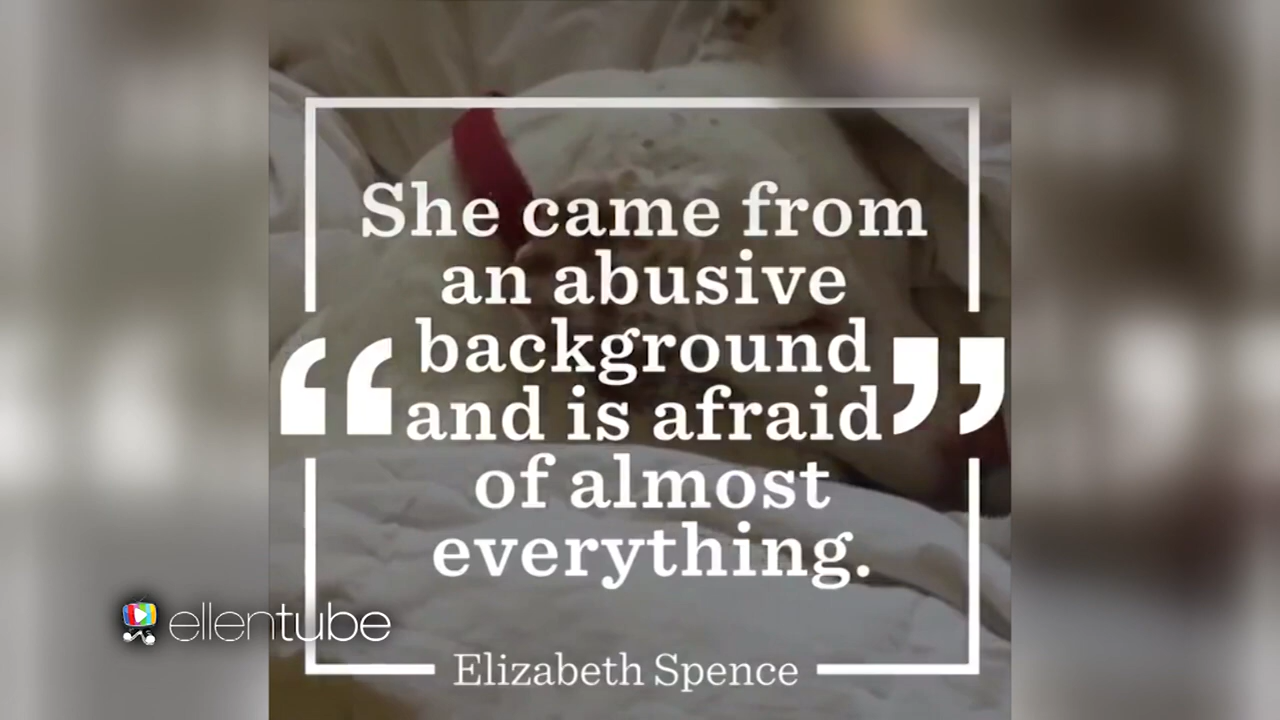 She came from
an abusive
background
“and is afraid”
of almost
everything.
ellentube
Elizabeth Spence